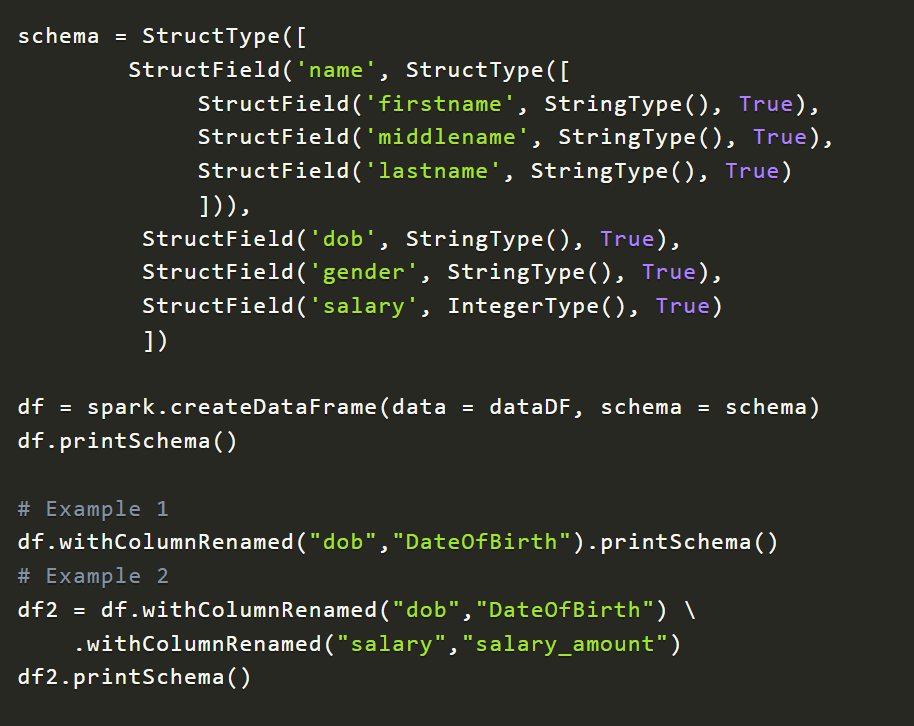 schema = StructType([
        StructField('name', StructType([
             StructField('firstname', StringType(), True),
             StructField('middlename', StringType(), True),
             StructField('lastname', StringType(), True)
             ])),
         StructField('dob', StringType(), True),
         StructField('gender', StringType(), True),
         StructField('salary', IntegerType(), True)
         ])

df = spark.createDataFrame(data = dataDF, schema = schema)
df.printSchema()

# Example 1
df.withColumnRenamed("dob","DateOfBirth").printSchema()
# Example 2
df2 = df.withColumnRenamed("dob","DateOfBirth") \
    .withColumnRenamed("salary","salary_amount")
df2.printSchema()